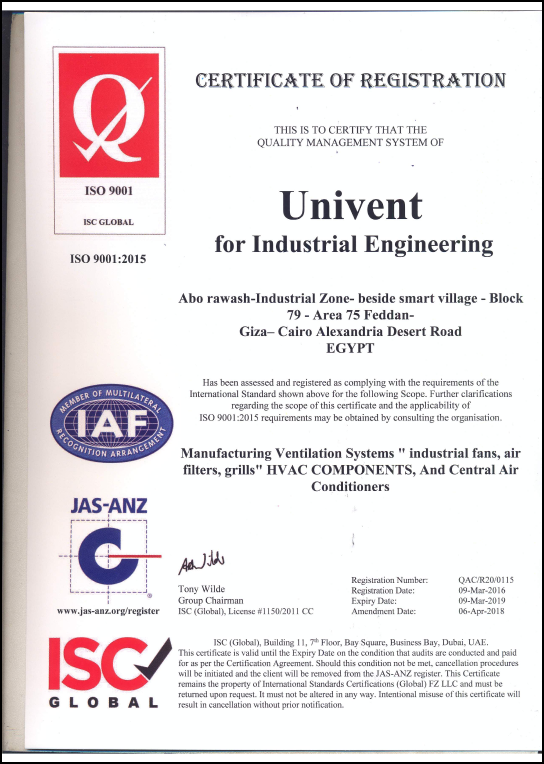 CERTIFICATE OF REGISTRATION
THIS IS TO CERTIFY THAT THE
QUALITY MANAGEMENT SYSTEM OF
Q
ISO 9001
ISC GLOBAL
ISO 9001:2015
Univent
for Industrial Engineering
Abo rawash-Industrial Zone- beside smart village - Block
79 - Area 75 Feddan-
Giza– Cairo Alexandria Desert Road
EGYPT
Has been assessed and registered as complying with the requirements of the
International Standard shown above for the following Scope. Further clarifications
regarding the scope of this certificate and the applicability of
ISO 9001:2015 requirements may be obtained by consulting the organisation.
MEMBER OF MULTILATERAL
IAF
RECOGNITION ARRANGEMENT
Manufacturing Ventilation Systems " industrial fans, air
filters, grills" HVAC COMPONENTS, And Central Air
Conditioners
JAS-ANZ
®
www.jas-anz.org/register
Tony Wilde
Group Chairman
ISC (Global), License #1150/2011 CC
Registration Number: QAC/R20/0115
Registration Date: 09-Mar-2016
Expiry Date: 09-Mar-2019
Amendment Date: 06-Apr-2018
ISC
GLOBAL
ISC (Global), Building 11, 7th Floor, Bay Square, Business Bay, Dubai, UAE.
This certificate is valid until the Expiry Date on the condition that audits are conducted and paid
for as per the Certification Agreement. Should this condition not be met, cancellation procedures
will be initiated and the client will be removed from the JAS-ANZ register. This Certificate
remains the property of International Standards Certifications (Global) FZ LLC and must be
returned upon request. It must not be altered in any way. Intentional misuse of this certificate will
result in cancellation without prior notification.